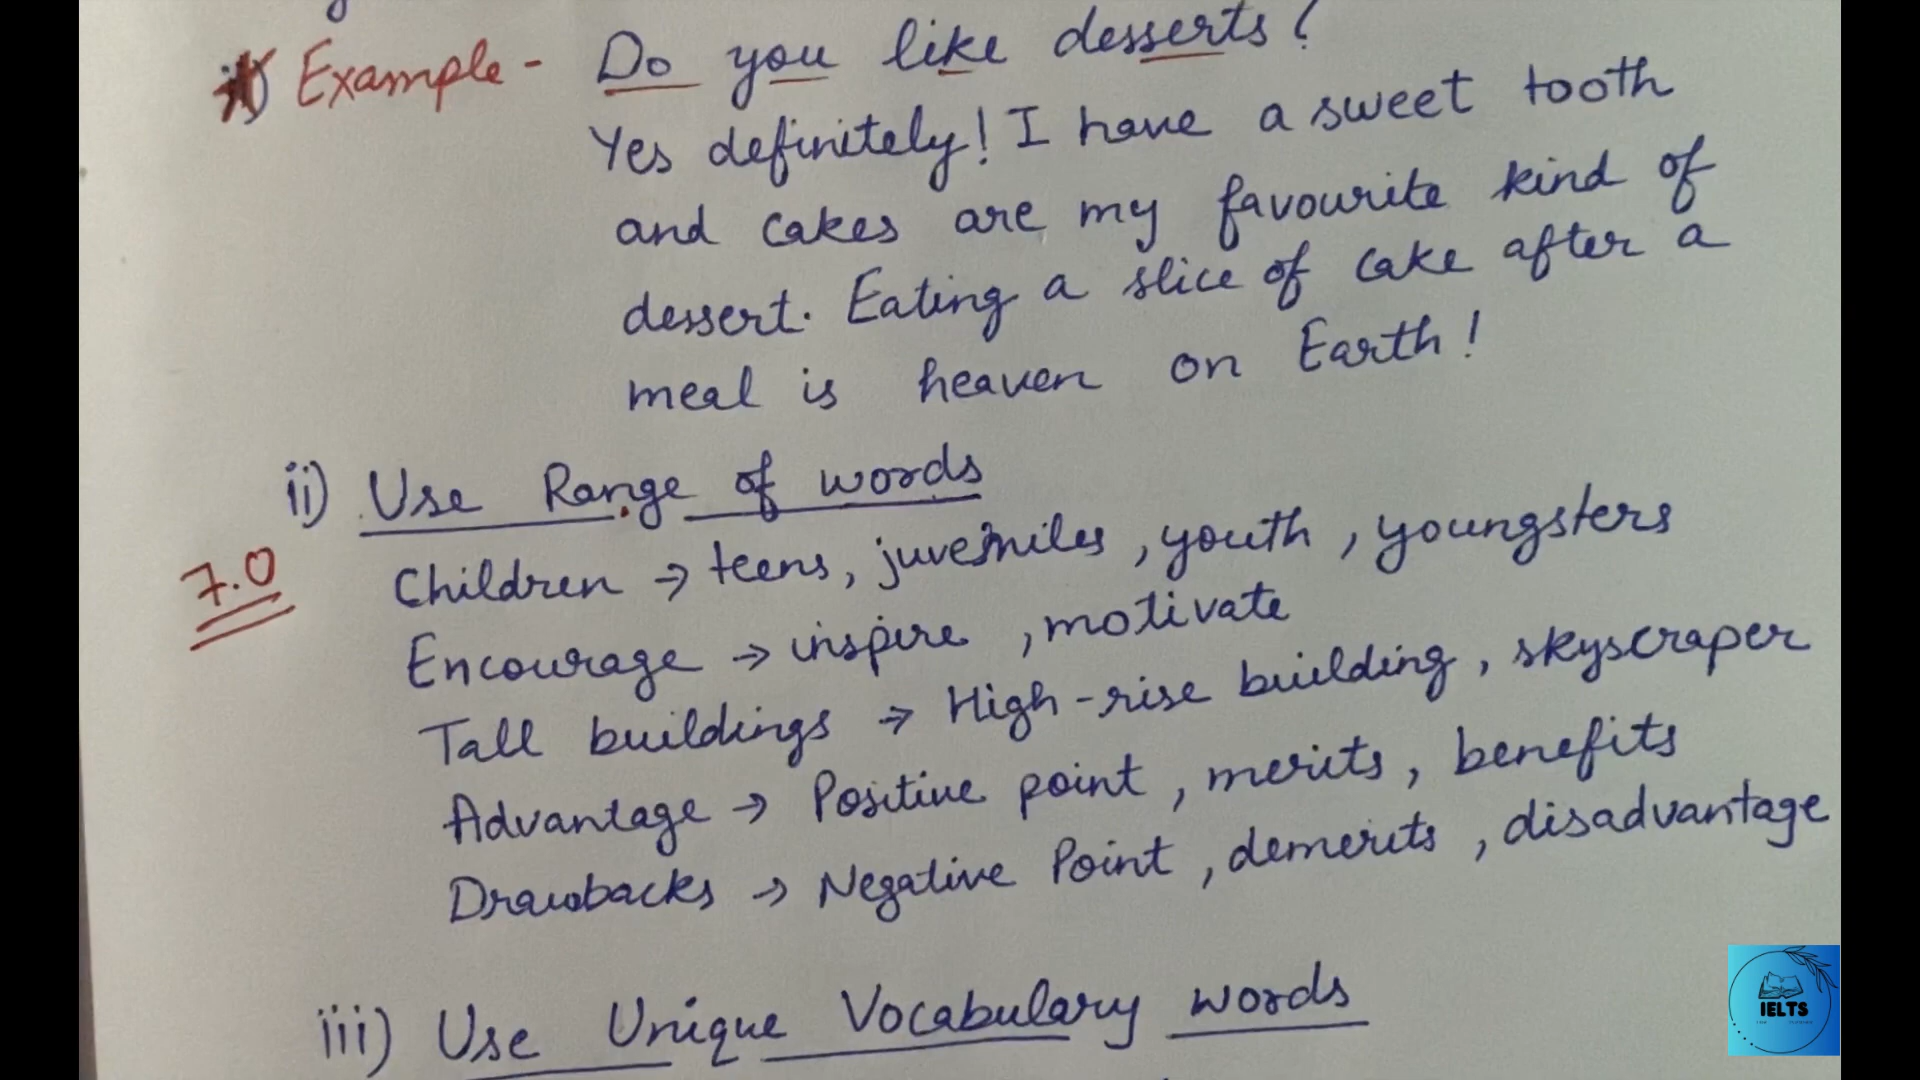 Example - Do you like desserts?
Yes definitely! I have a sweet tooth
and cakes are my favourite kind of
dessert. Eating a slice of cake after a
meal is heaven on Earth!
ii) Use Range of words
7.0
Children → teens, juveniles, youth, youngsters
Encourage → inspire, motivate
Tall buildings → High-rise building, skyscraper
Advantage → Positive point, merits, benefits
Drawbacks → Negative Point, demerits, disadvantage
iii) Use Unique Vocabulary words
IELTS